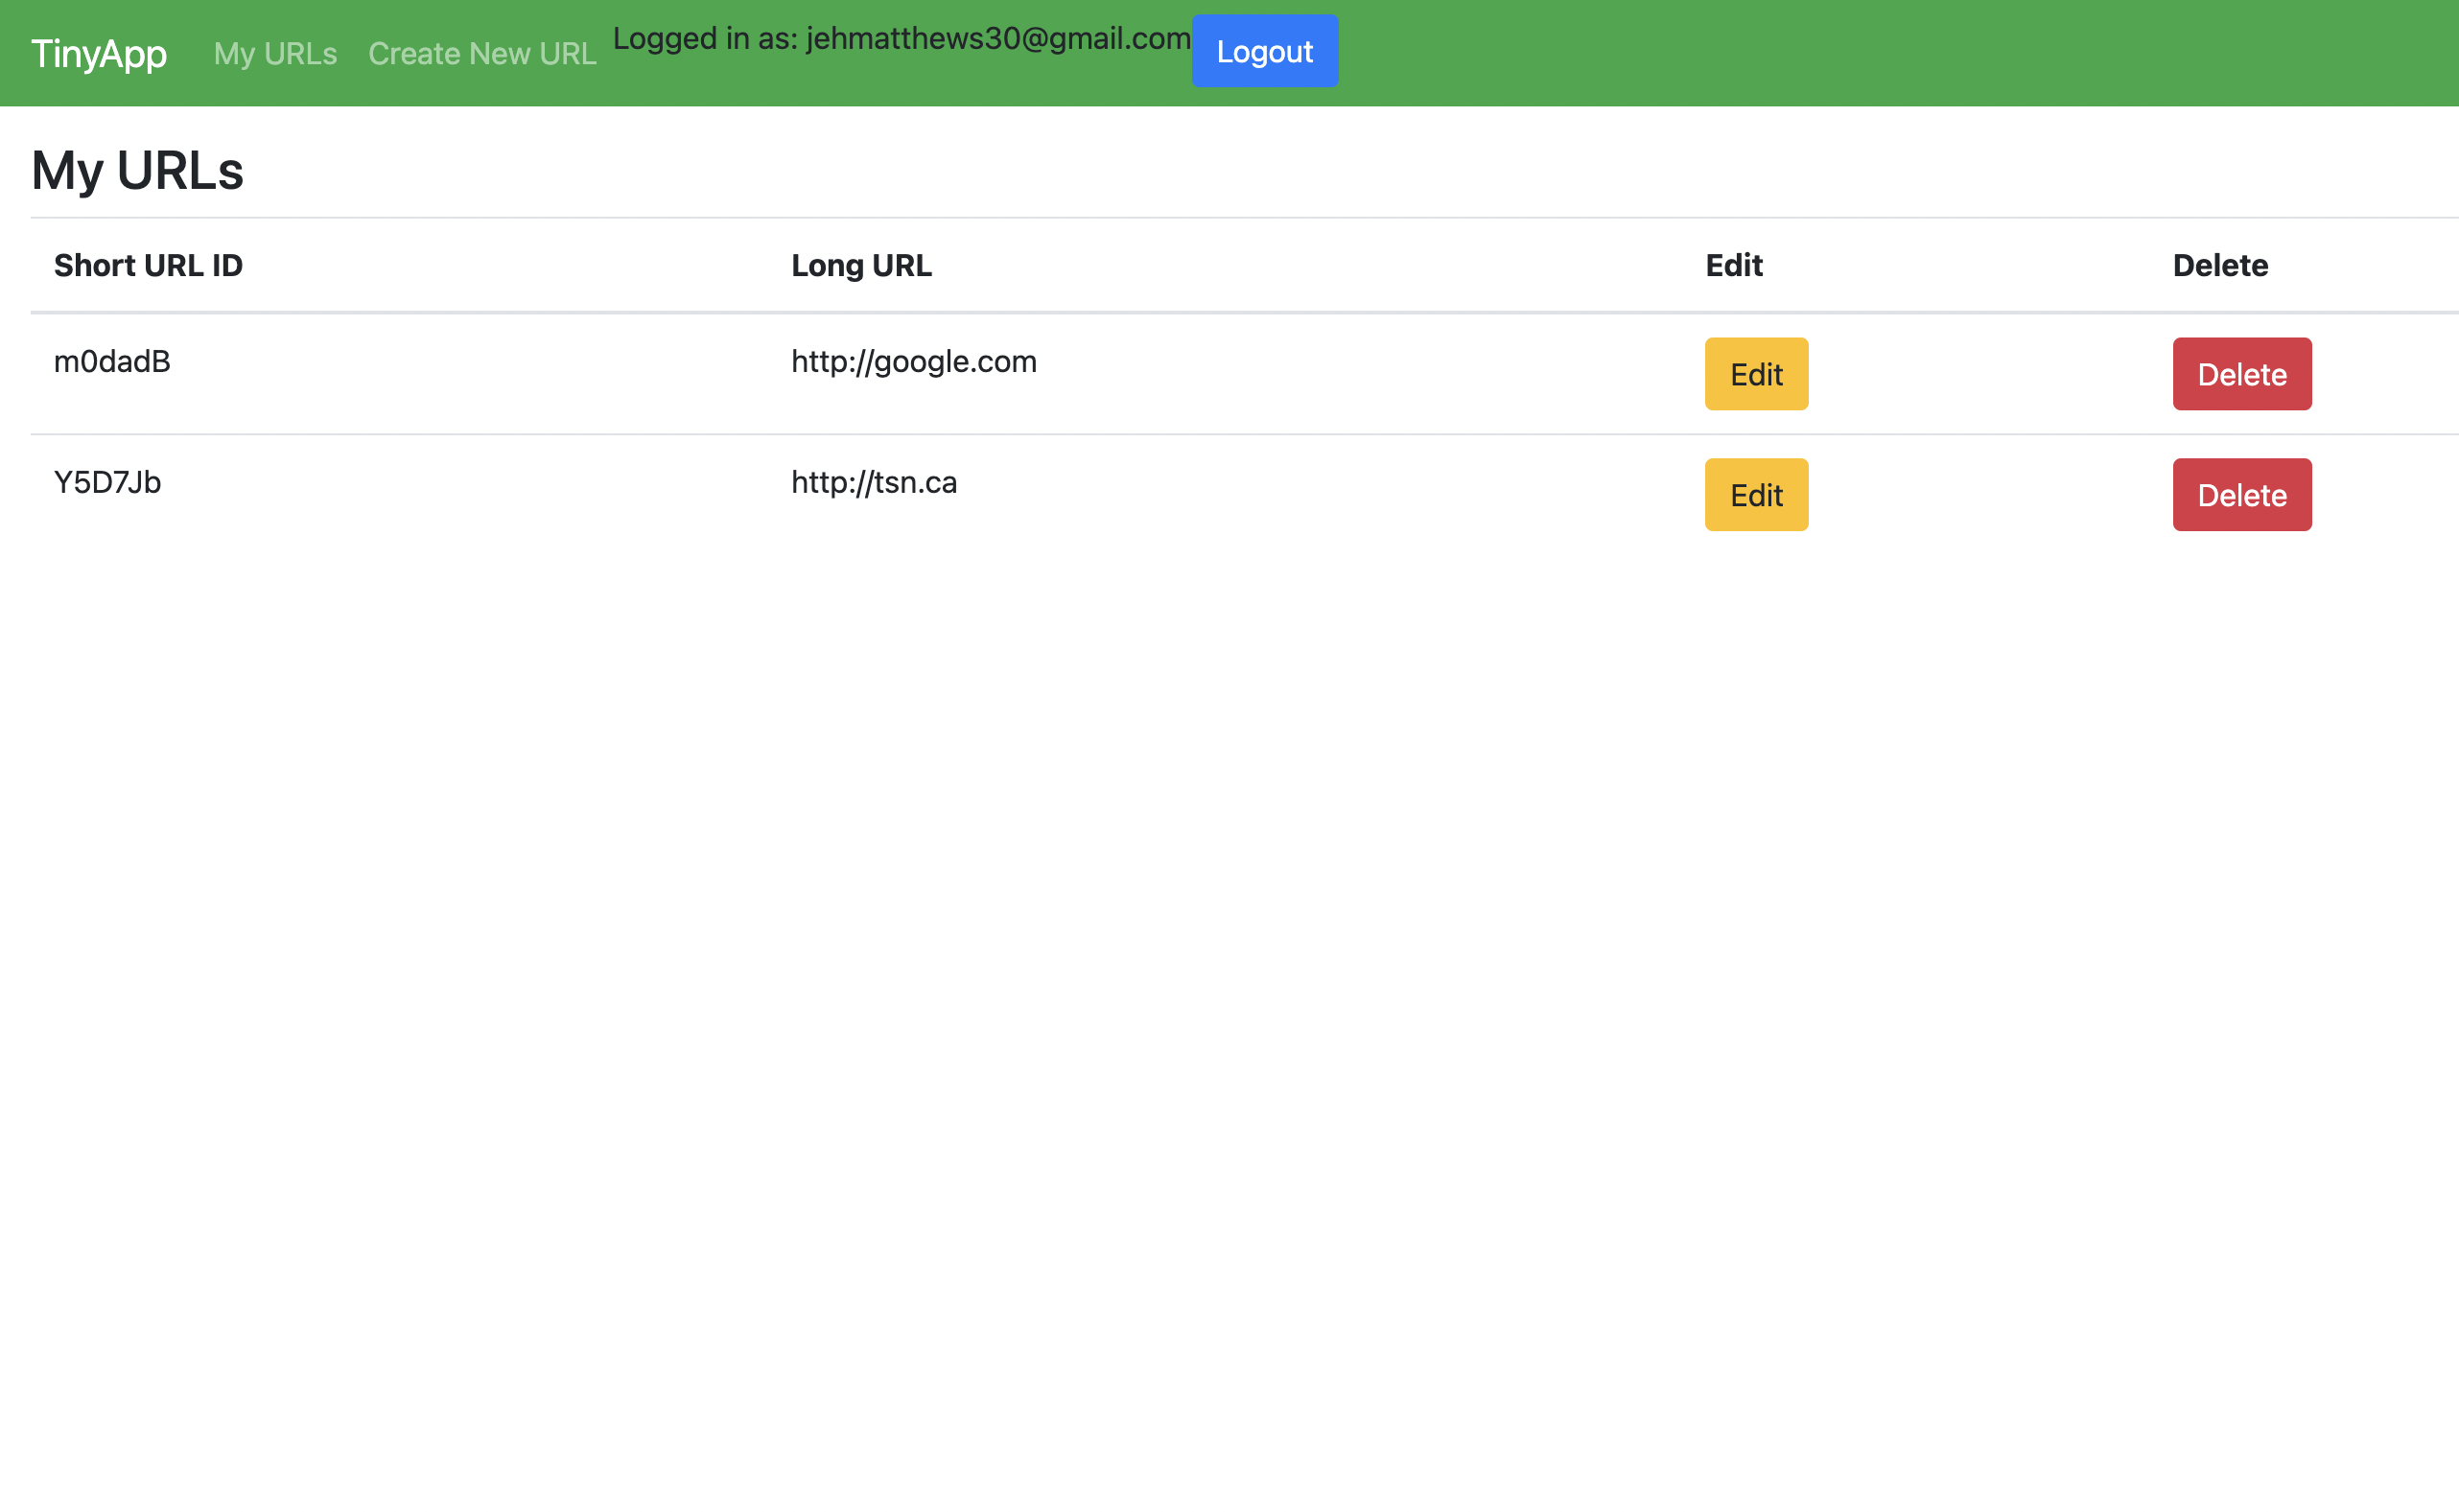 TinyApp My URLs Create New URL Logged in as: jehmatthews30@gmail.com Logout
My URLs
Short URL ID Long URL Edit Delete
m0dadB http://google.com Edit Delete
Y5D7Jb http://tsn.ca Edit Delete